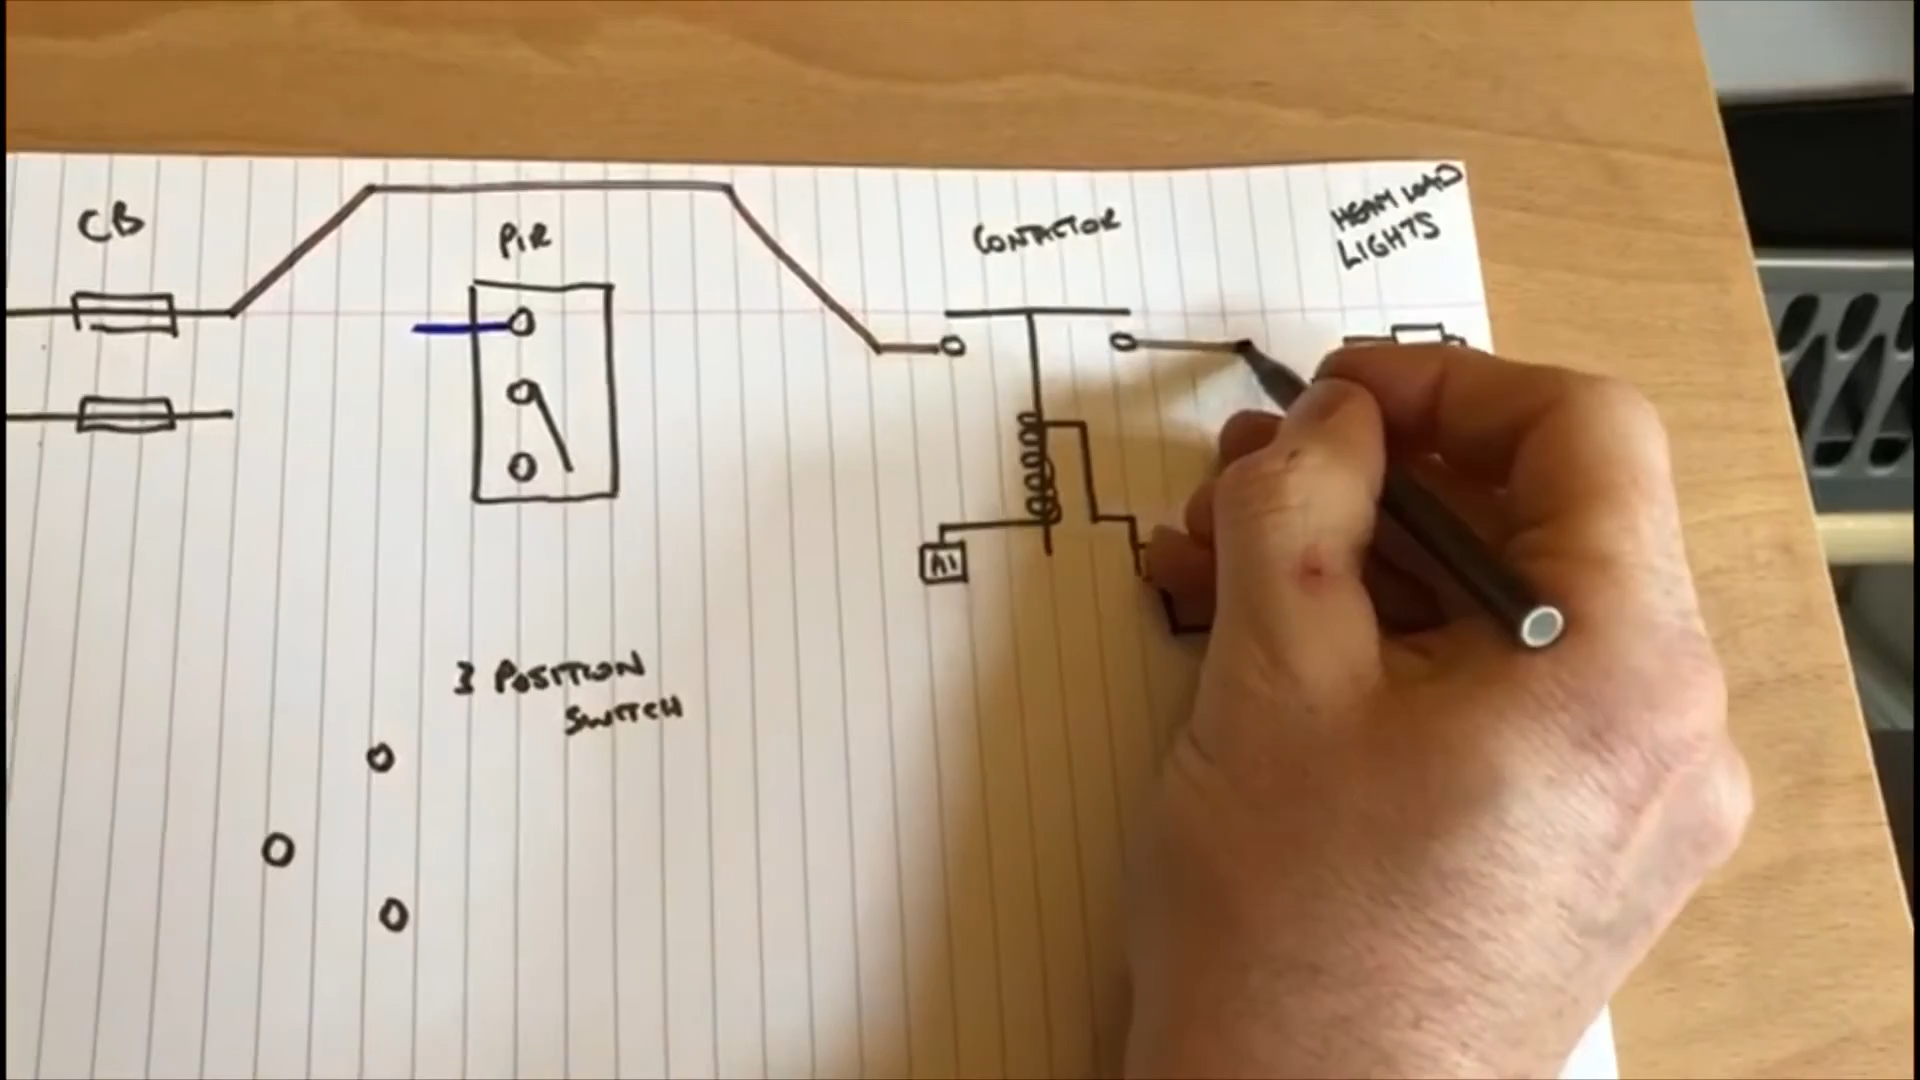 CB
PIR
CONTACTOR
HEAVY LOAD
LIGHTS
A1
3 POSITION
SWITCH